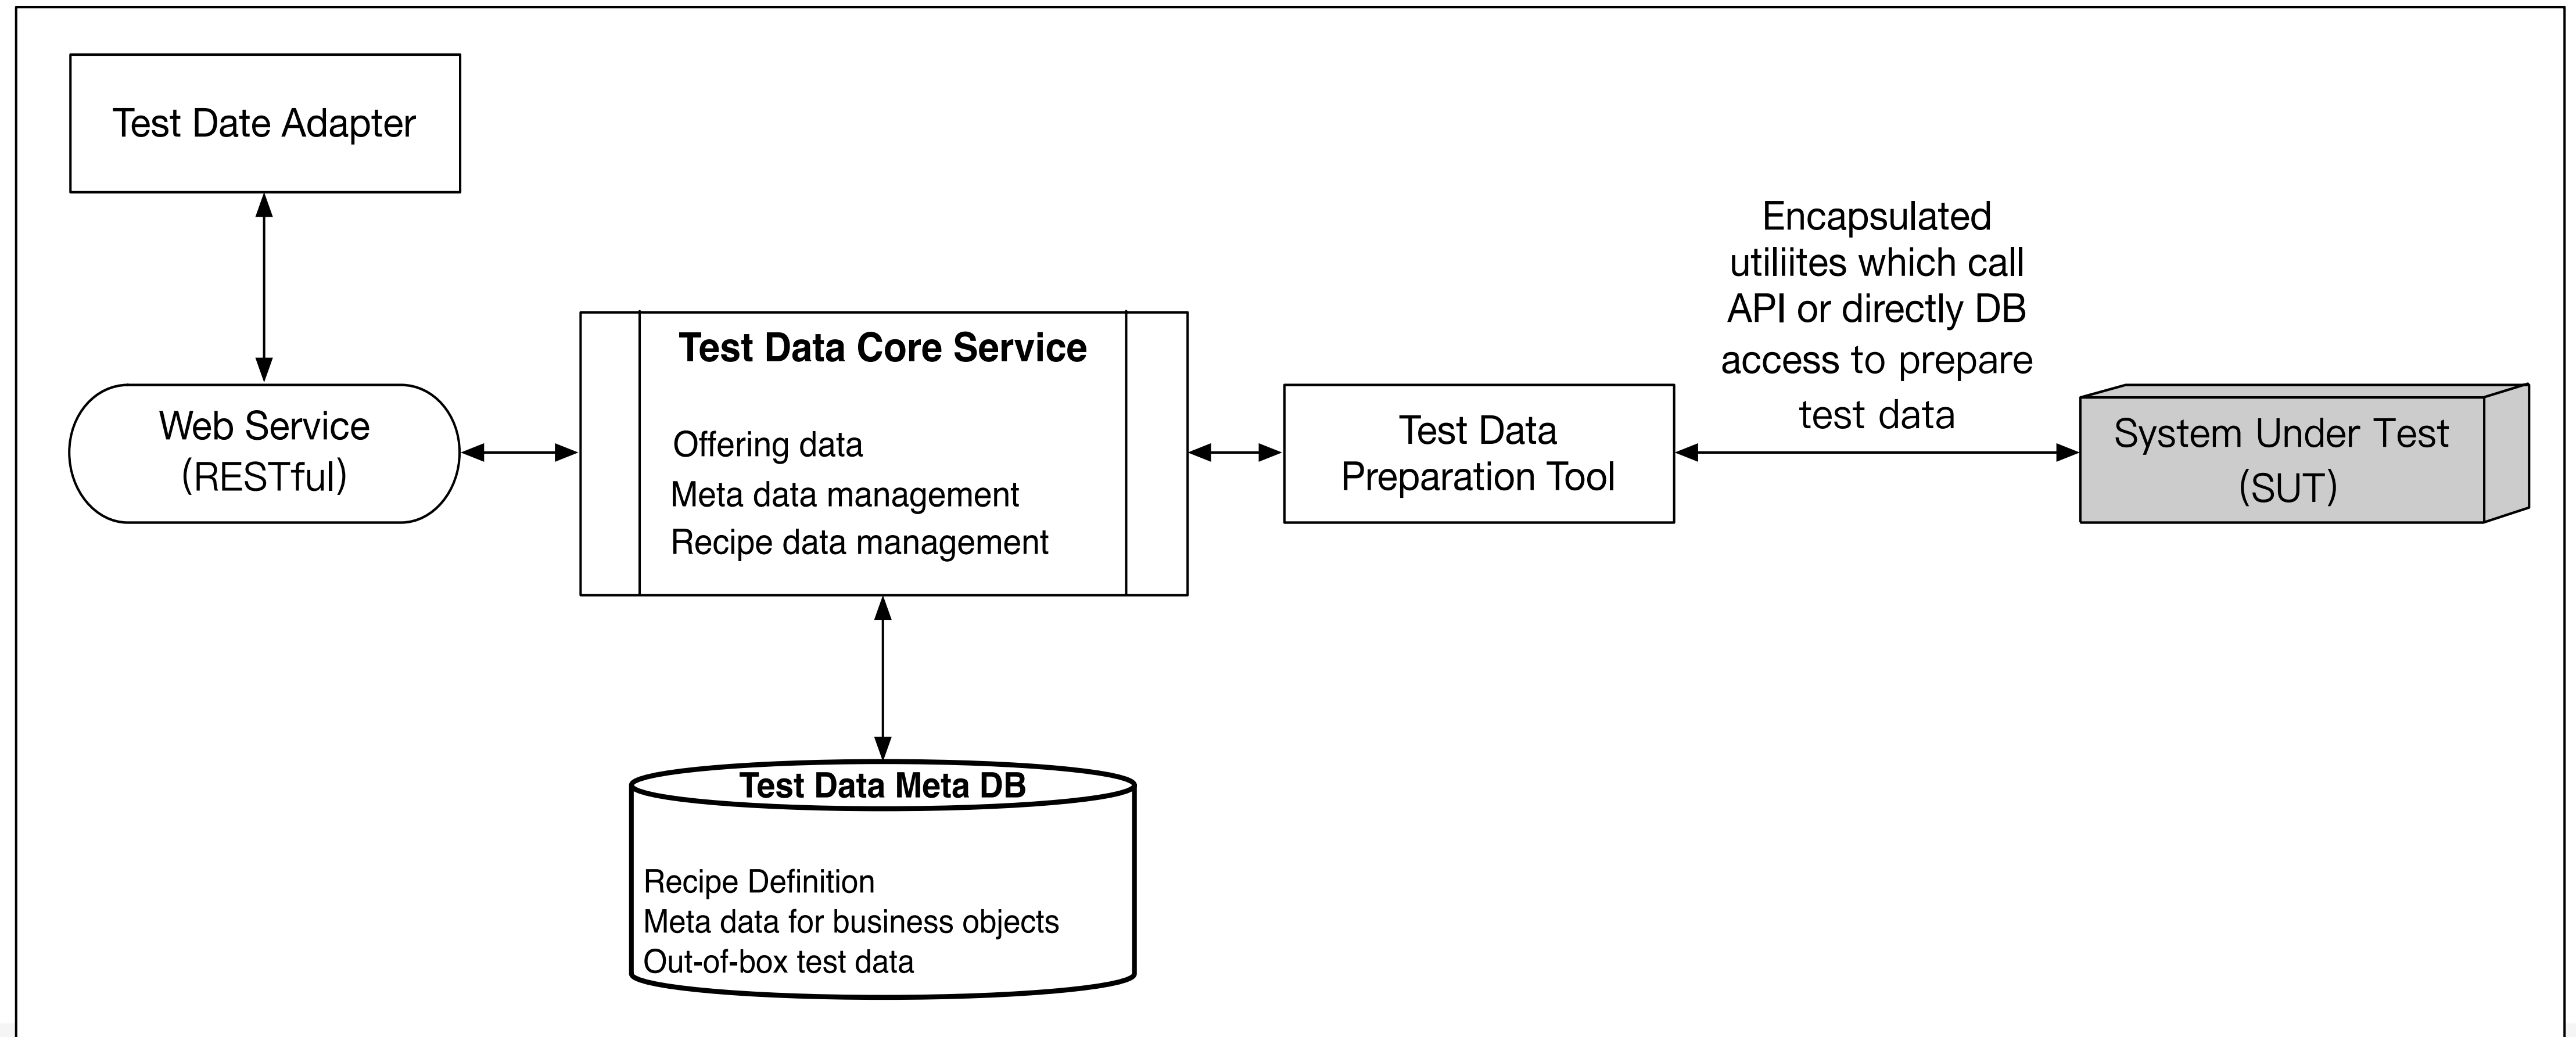 Test Date Adapter
Web Service
(RESTful)
Test Data Core Service
Offering data
Meta data management
Recipe data management
Test Data
Preparation Tool
Encapsulated
utiliites which call
API or directly DB
access to prepare
test data
System Under Test
(SUT)
Test Data Meta DB
Recipe Definition
Meta data for business objects
Out-of-box test data